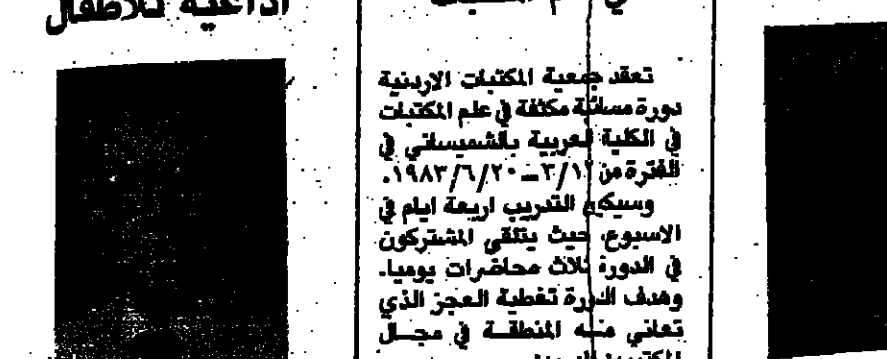 اذاعية للأطفال
في
تعقد جمعية المكتبات الاردنية
دورة مسائية مكثفة في علم المكتبات
في الكلية العربية بالشميساني في
الفترة من ٣/١٢ – ١٩٨٣/٦/٢٠.
وسيكون التدريب اربعة ايام في
الاسبوع حيث يتلقى المشتركون
في الدورة ثلاث محاضرات يوميا.
وهدف الدورة تغطية العجز الذي
تعاني منه المنطقة في مجال